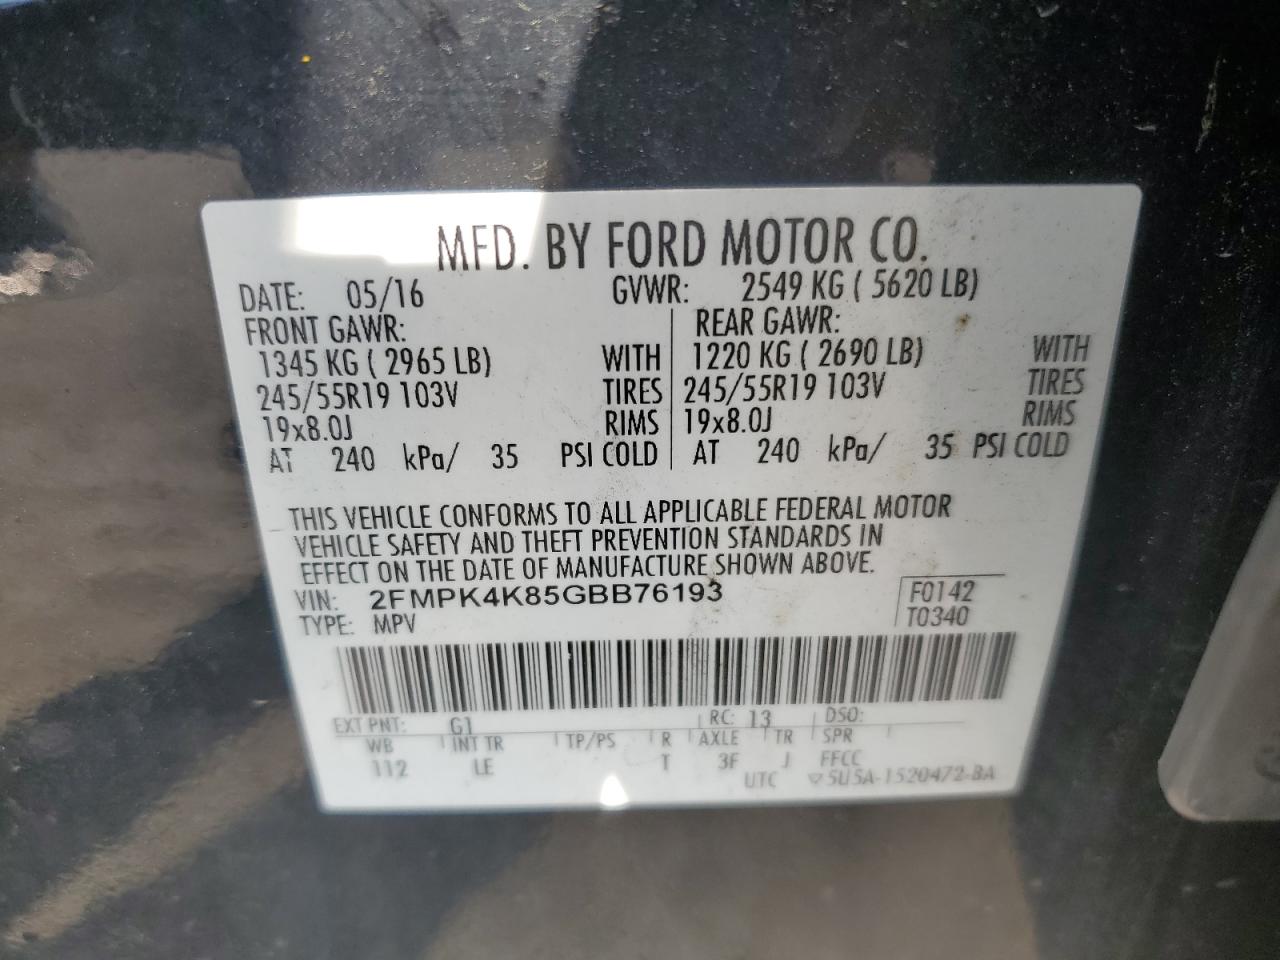 MFD. BY FORD MOTOR CO.
DATE: 05/16 GVWR: 2549 KG ( 5620 LB)
FRONT GAWR: REAR GAWR:
1345 KG ( 2965 LB) WITH 1220 KG ( 2690 LB) WITH
245/55R19 103V TIRES 245/55R19 103V TIRES
19x8.0J RIMS 19x8.0J RIMS
AT 240 kPa/ 35 PSI COLD AT 240 kPa/ 35 PSI COLD
THIS VEHICLE CONFORMS TO ALL APPLICABLE FEDERAL MOTOR
VEHICLE SAFETY AND THEFT PREVENTION STANDARDS IN
EFFECT ON THE DATE OF MANUFACTURE SHOWN ABOVE.
VIN: 2FMPK4K85GBB76193 F0142
TYPE: MPV T0340
EXT PNT: G1 RC: 13 DSO:
WB INT TR TP/PS R AXLE TR SPR
112 LE T 3F J FFCC
UTC ▽5U5A-1520472-BA